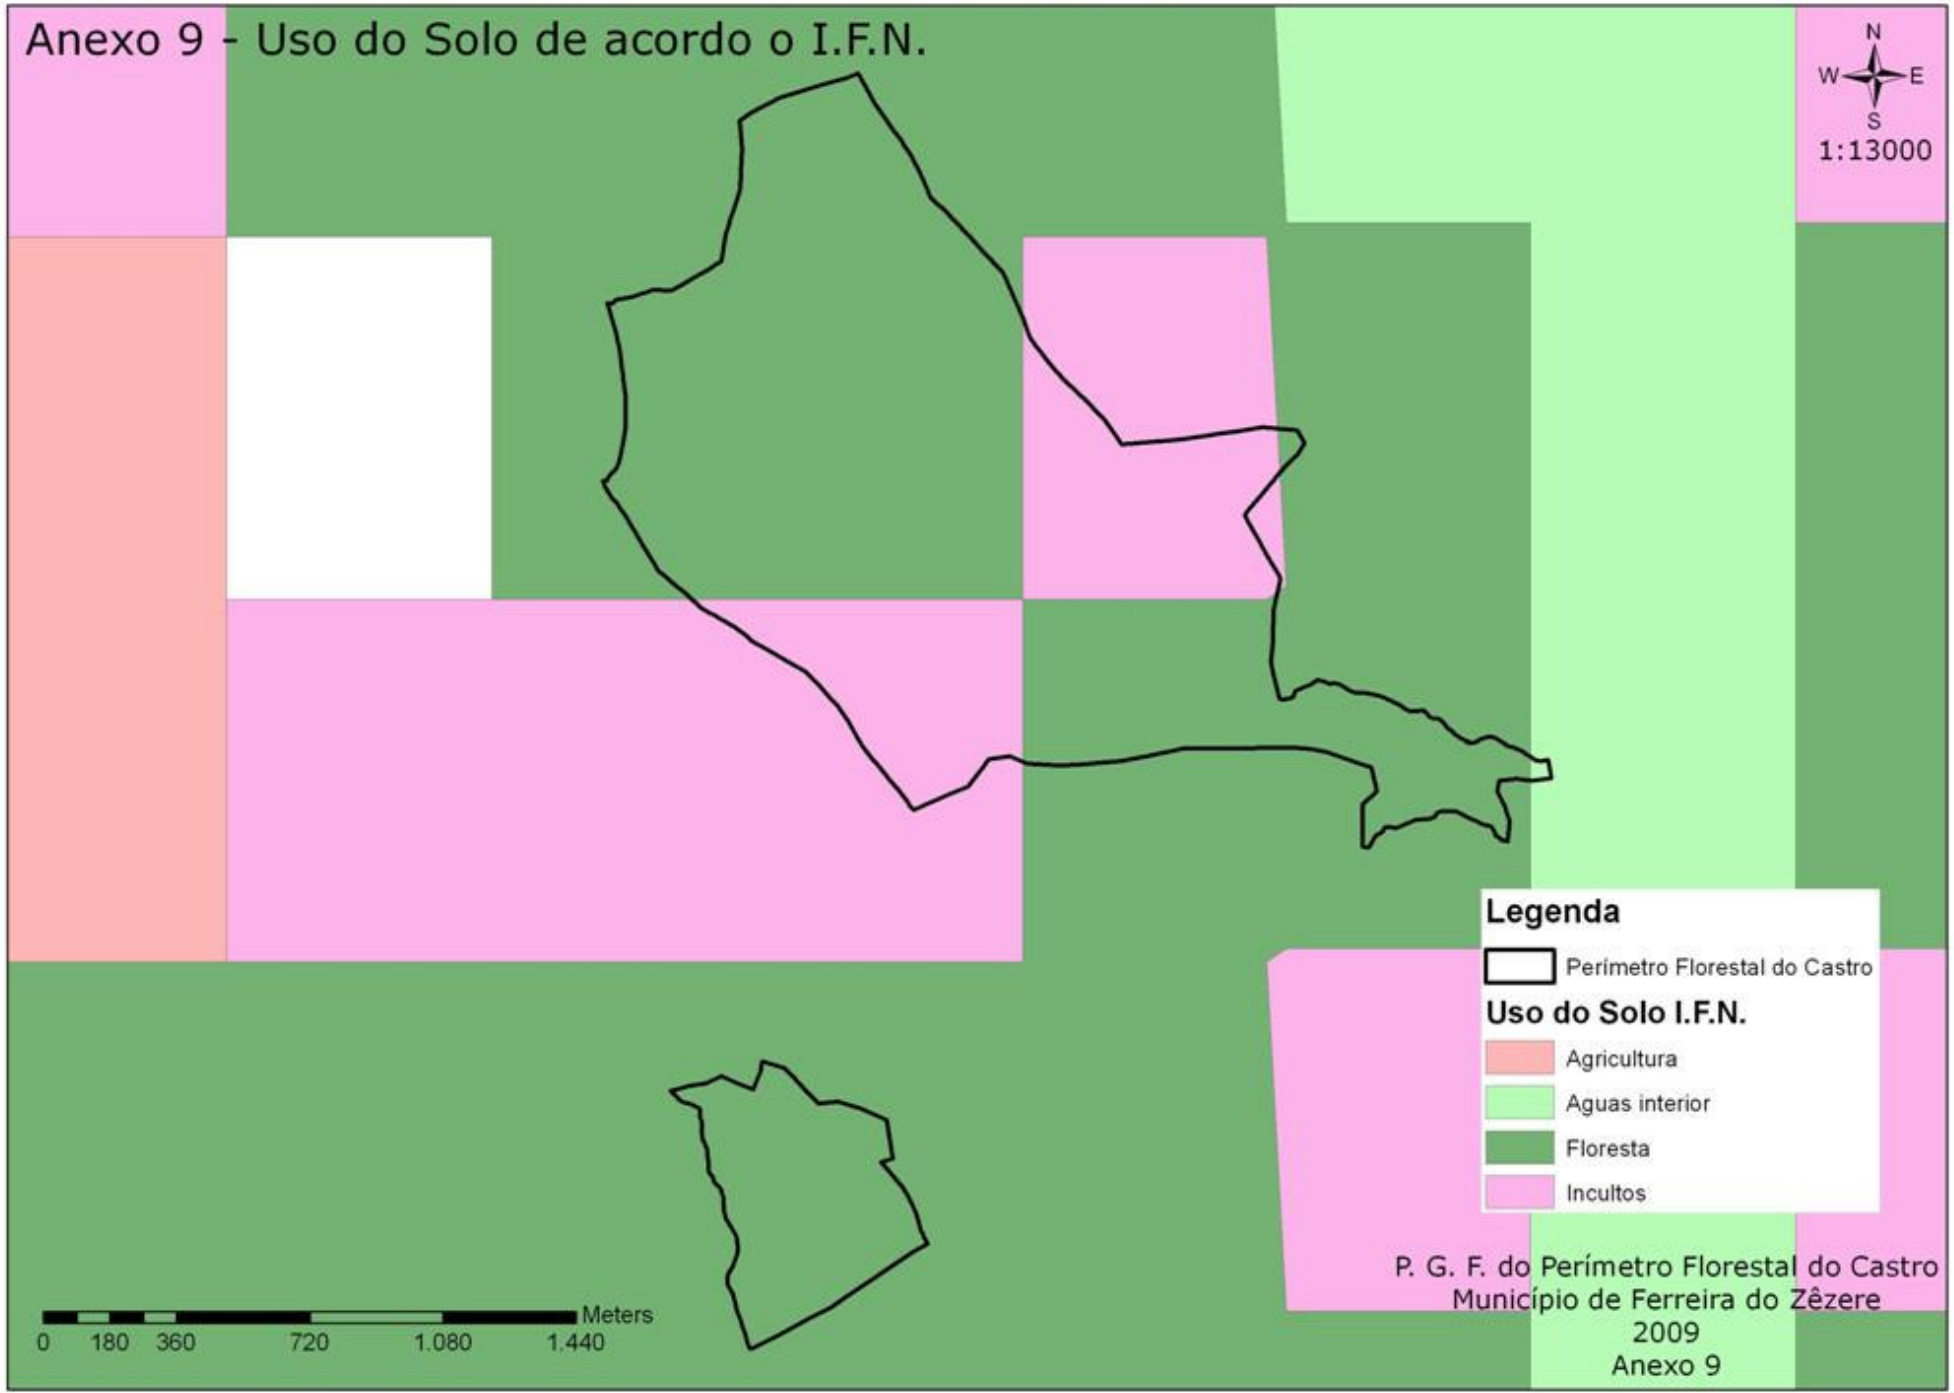 Anexo 9 - Uso do Solo de acordo o I.F.N.
N
W E
S
1:13000
Legenda
Perímetro Florestal do Castro
Uso do Solo I.F.N.
Agricultura
Aguas interior
Floresta
Incultos
P. G. F. do Perímetro Florestal do Castro
Município de Ferreira do Zêzere
2009
Anexo 9
Meters
0 180 360 720 1.080 1.440